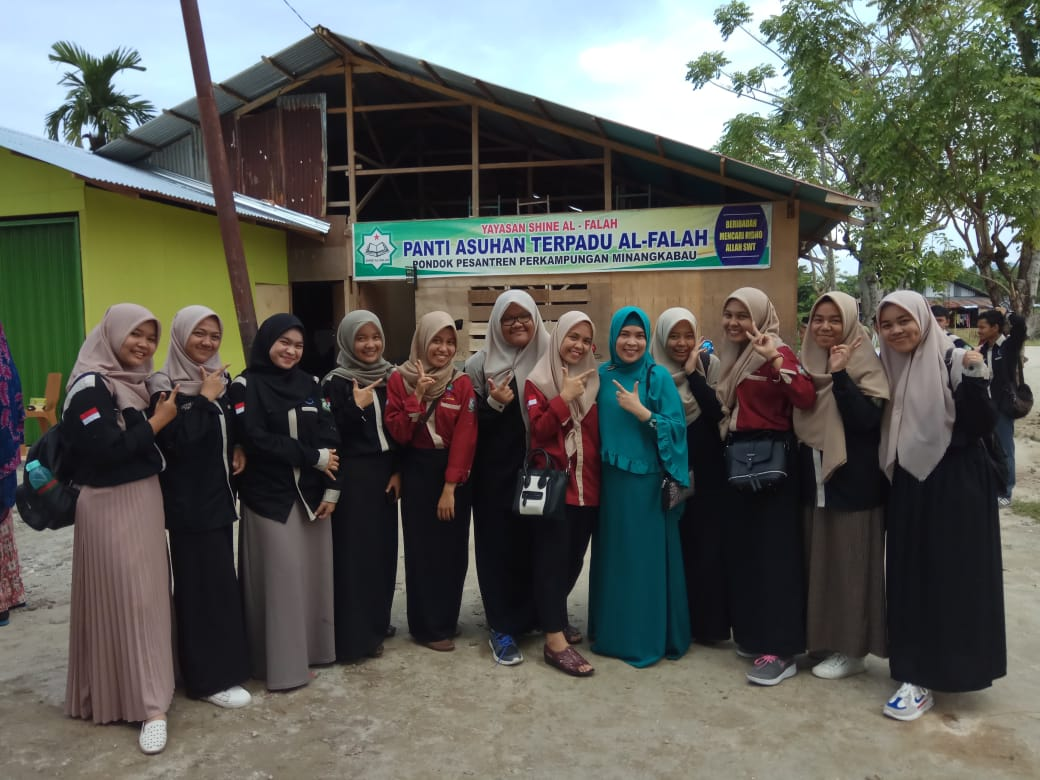 YAYASAN SHINE AL - FALAH
PANTI ASUHAN TERPADU AL-FALAH
PONDOK PESANTREN PERKAMPUNGAN MINANGKABAU
BERIBADAH
MENCARI RIDHO
ALLAH SWT